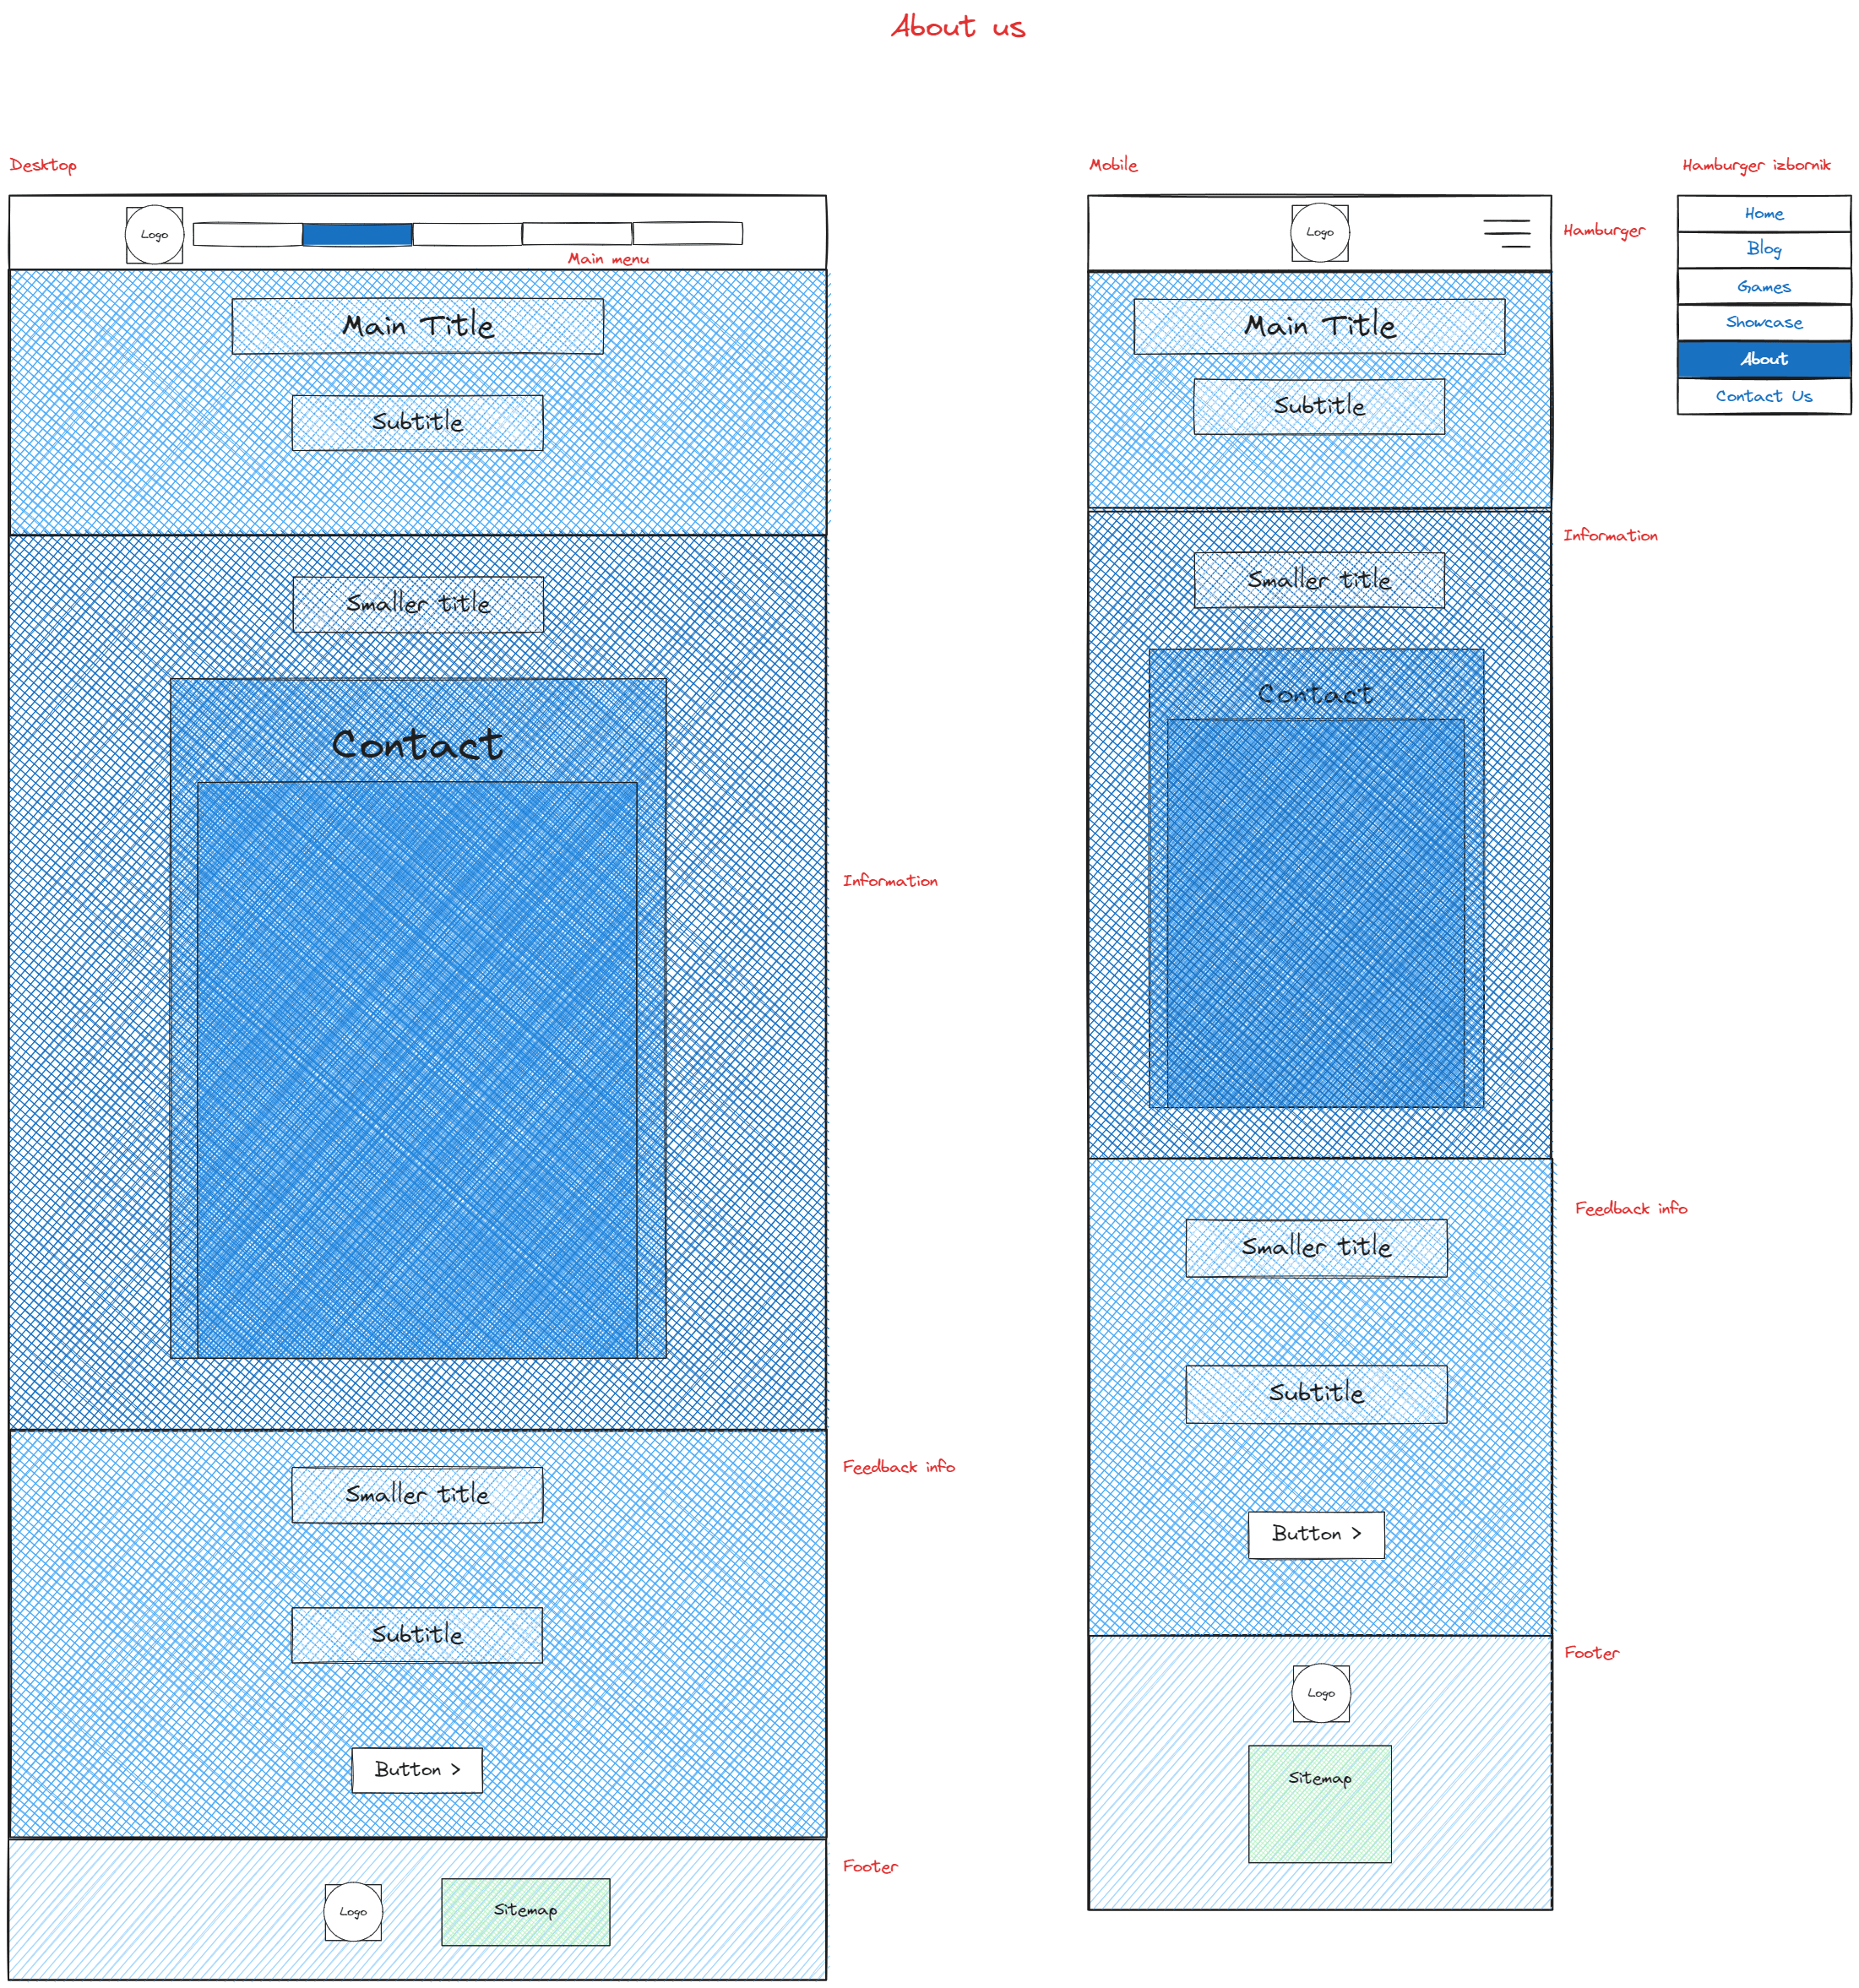 About us
Desktop
Logo
Main menu
Main Title
Subtitle
Smaller title
Contact
Information
Smaller title
Feedback info
Subtitle
Button >
Footer
Logo
Sitemap
Mobile
Logo
Hamburger
Main Title
Subtitle
Information
Smaller title
Contact
Feedback info
Smaller title
Subtitle
Button >
Footer
Logo
Sitemap
Hamburger izbornik
Home
Blog
Games
Showcase
About
Contact Us